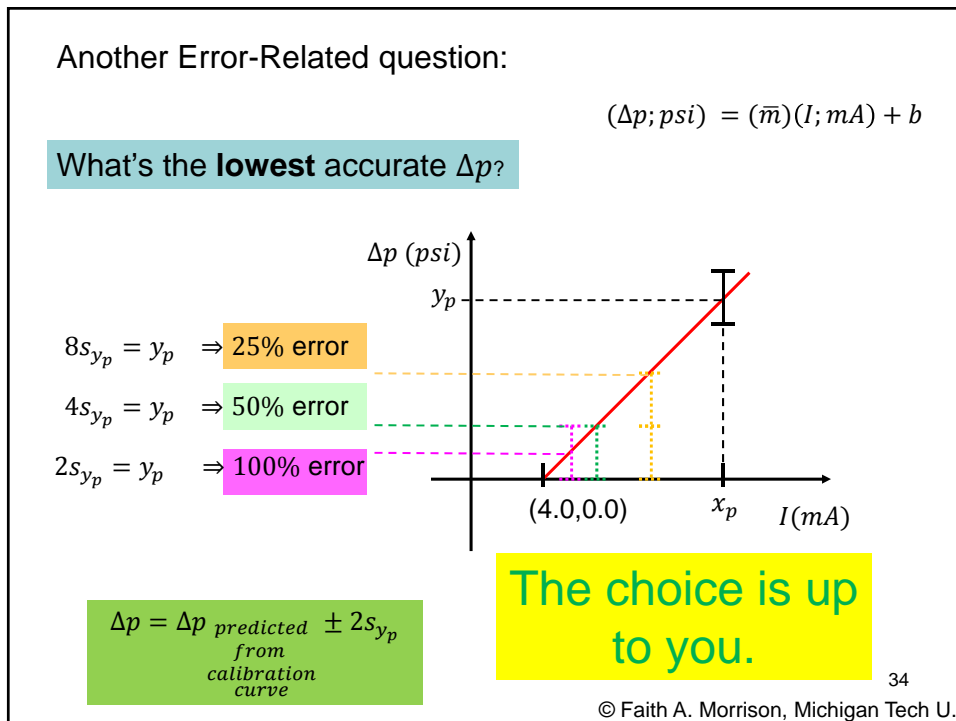 Another Error-Related question:
(Δp; psi) = (m̅)(I; mA) + b
What's the lowest accurate Δp?
Δp (psi)
y_p
8s_{y_p} = y_p ⇒ 25% error
4s_{y_p} = y_p ⇒ 50% error
2s_{y_p} = y_p ⇒ 100% error
(4.0,0.0)
x_p
I(mA)
The choice is up
to you.
Δp = Δp predicted ± 2s_{y_p}
from
calibration
curve
34
© Faith A. Morrison, Michigan Tech U.